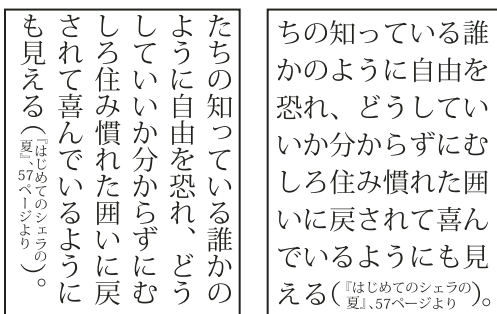 たちの知っている誰かの
ように自由を恐れ、どう
していいか分からずにむ
しろ住み慣れた囲いに戻
されて喜んでいるように
も見える(『はじめてのシェラの夏』、57ページより)。
ちの知っている誰
かのように自由を
恐れ、どうしてい
いか分からずにむ
しろ住み慣れた囲
いに戻されて喜ん
でいるようにも見
える(『はじめてのシェラの夏』、57ページより)。